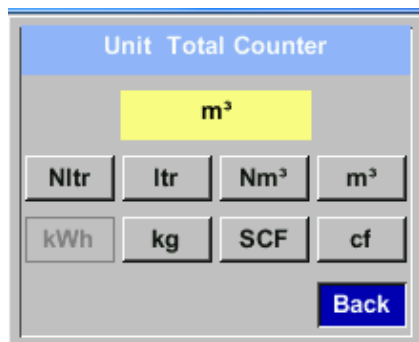 Unit Total Counter
m³
Nltr ltr Nm³ m³
kWh kg SCF cf
Back